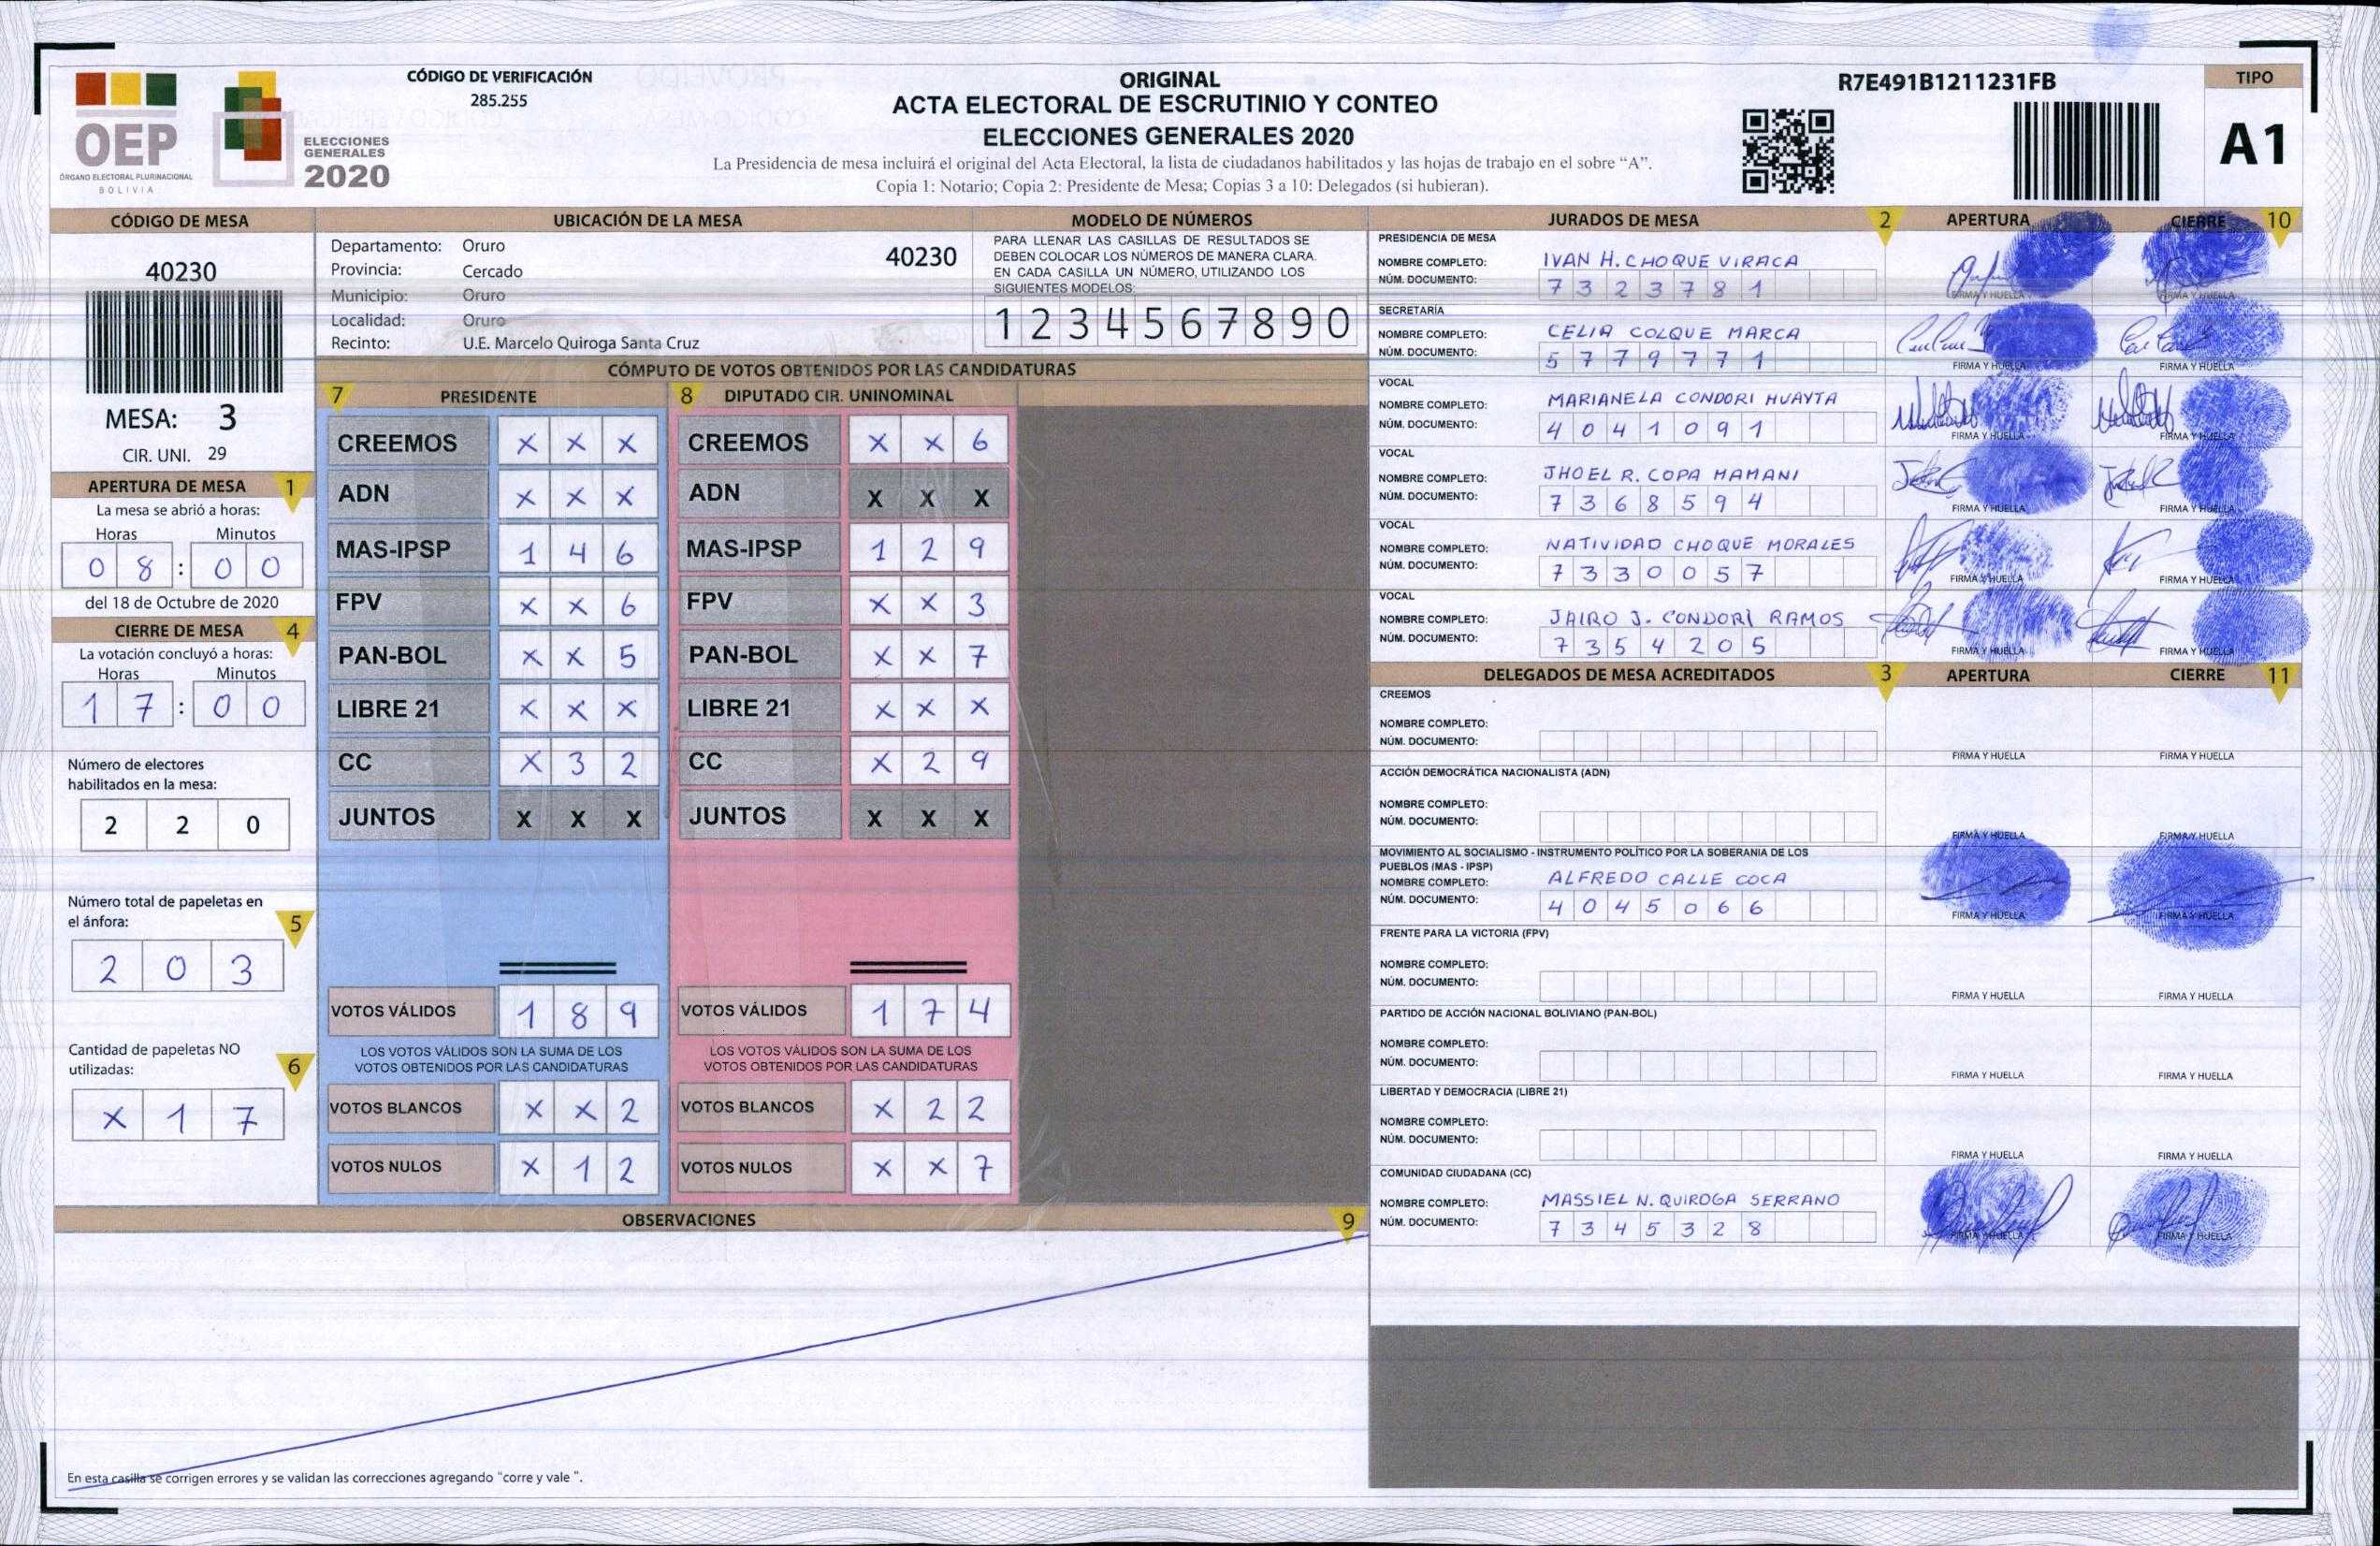 OEP
ÓRGANO ELECTORAL PLURINACIONAL
BOLIVIA
ELECCIONES
GENERALES
2020
CÓDIGO DE VERIFICACIÓN
285.255
ORIGINAL
ACTA ELECTORAL DE ESCRUTINIO Y CONTEO
ELECCIONES GENERALES 2020
La Presidencia de mesa incluirá el original del Acta Electoral, la lista de ciudadanos habilitados y las hojas de trabajo en el sobre “A”.
Copia 1: Notario; Copia 2: Presidente de Mesa; Copias 3 a 10: Delegados (si hubieran).
R7E491B1211231FB
TIPO
A1
CÓDIGO DE MESA
40230
MESA: 3
CIR. UNI. 29
APERTURA DE MESA 1
La mesa se abrió a horas:
Horas Minutos
0 8 : 0 0
del 18 de Octubre de 2020
CIERRE DE MESA 4
La votación concluyó a horas:
Horas Minutos
1 7 : 0 0
Número de electores
habilitados en la mesa:
2 2 0
Número total de papeletas en
el ánfora: 5
2 0 3
Cantidad de papeletas NO
utilizadas: 6
X 1 7
UBICACIÓN DE LA MESA
Departamento: Oruro 40230
Provincia: Cercado
Municipio: Oruro
Localidad: Oruro
Recinto: U.E. Marcelo Quiroga Santa Cruz
MODELO DE NÚMEROS
PARA LLENAR LAS CASILLAS DE RESULTADOS SE
DEBEN COLOCAR LOS NÚMEROS DE MANERA CLARA.
EN CADA CASILLA UN NÚMERO, UTILIZANDO LOS
SIGUIENTES MODELOS:
1 2 3 4 5 6 7 8 9 0
CÓMPUTO DE VOTOS OBTENIDOS POR LAS CANDIDATURAS
7 PRESIDENTE 8 DIPUTADO CIR. UNINOMINAL
CREEMOS X X X CREEMOS X X 6
ADN X X X ADN X X X
MAS-IPSP 1 4 6 MAS-IPSP 1 2 9
FPV X X 6 FPV X X 3
PAN-BOL X X 5 PAN-BOL X X 7
LIBRE 21 X X X LIBRE 21 X X X
CC X 3 2 CC X 2 9
JUNTOS X X X JUNTOS X X X
VOTOS VÁLIDOS 1 8 9 VOTOS VÁLIDOS 1 7 4
LOS VOTOS VÁLIDOS SON LA SUMA DE LOS LOS VOTOS VÁLIDOS SON LA SUMA DE LOS
VOTOS OBTENIDOS POR LAS CANDIDATURAS VOTOS OBTENIDOS POR LAS CANDIDATURAS
VOTOS BLANCOS X X 2 VOTOS BLANCOS X 2 2
VOTOS NULOS X 1 2 VOTOS NULOS X X 7
OBSERVACIONES 9
En esta casilla se corrigen errores y se validan las correcciones agregando "corre y vale ".
JURADOS DE MESA 2 APERTURA CIERRE 10
PRESIDENCIA DE MESA
NOMBRE COMPLETO: IVAN H. CHOQUE VIRACA
NÚM. DOCUMENTO: 7 3 2 3 7 8 1
FIRMA Y HUELLA FIRMA Y HUELLA
SECRETARÍA
NOMBRE COMPLETO: CELIA COLQUE MARCA
NÚM. DOCUMENTO: 5 7 7 9 7 7 1
FIRMA Y HUELLA FIRMA Y HUELLA
VOCAL
NOMBRE COMPLETO: MARIANELA CONDORI HUAYTA
NÚM. DOCUMENTO: 4 0 4 1 0 9 1
FIRMA Y HUELLA FIRMA Y HUELLA
VOCAL
NOMBRE COMPLETO: JHOEL R. COPA MAMANI
NÚM. DOCUMENTO: 7 3 6 8 5 9 4
FIRMA Y HUELLA FIRMA Y HUELLA
VOCAL
NOMBRE COMPLETO: NATIVIDAD CHOQUE MORALES
NÚM. DOCUMENTO: 7 3 3 0 0 5 7
FIRMA Y HUELLA FIRMA Y HUELLA
VOCAL
NOMBRE COMPLETO: JAIRO J. CONDORI RAMOS
NÚM. DOCUMENTO: 7 3 5 4 2 0 5
FIRMA Y HUELLA FIRMA Y HUELLA
DELEGADOS DE MESA ACREDITADOS 3 APERTURA CIERRE 11
CREEMOS
NOMBRE COMPLETO:
NÚM. DOCUMENTO:
FIRMA Y HUELLA FIRMA Y HUELLA
ACCIÓN DEMOCRÁTICA NACIONALISTA (ADN)
NOMBRE COMPLETO:
NÚM. DOCUMENTO:
FIRMA Y HUELLA FIRMA Y HUELLA
MOVIMIENTO AL SOCIALISMO - INSTRUMENTO POLÍTICO POR LA SOBERANIA DE LOS
PUEBLOS (MAS - IPSP)
NOMBRE COMPLETO: ALFREDO CALLE COCA
NÚM. DOCUMENTO: 4 0 4 5 0 6 6
FIRMA Y HUELLA FIRMA Y HUELLA
FRENTE PARA LA VICTORIA (FPV)
NOMBRE COMPLETO:
NÚM. DOCUMENTO:
FIRMA Y HUELLA FIRMA Y HUELLA
PARTIDO DE ACCIÓN NACIONAL BOLIVIANO (PAN-BOL)
NOMBRE COMPLETO:
NÚM. DOCUMENTO:
FIRMA Y HUELLA FIRMA Y HUELLA
LIBERTAD Y DEMOCRACIA (LIBRE 21)
NOMBRE COMPLETO:
NÚM. DOCUMENTO:
FIRMA Y HUELLA FIRMA Y HUELLA
COMUNIDAD CIUDADANA (CC)
NOMBRE COMPLETO: MASSIEL N. QUIROGA SERRANO
NÚM. DOCUMENTO: 7 3 4 5 3 2 8
FIRMA Y HUELLA FIRMA Y HUELLA